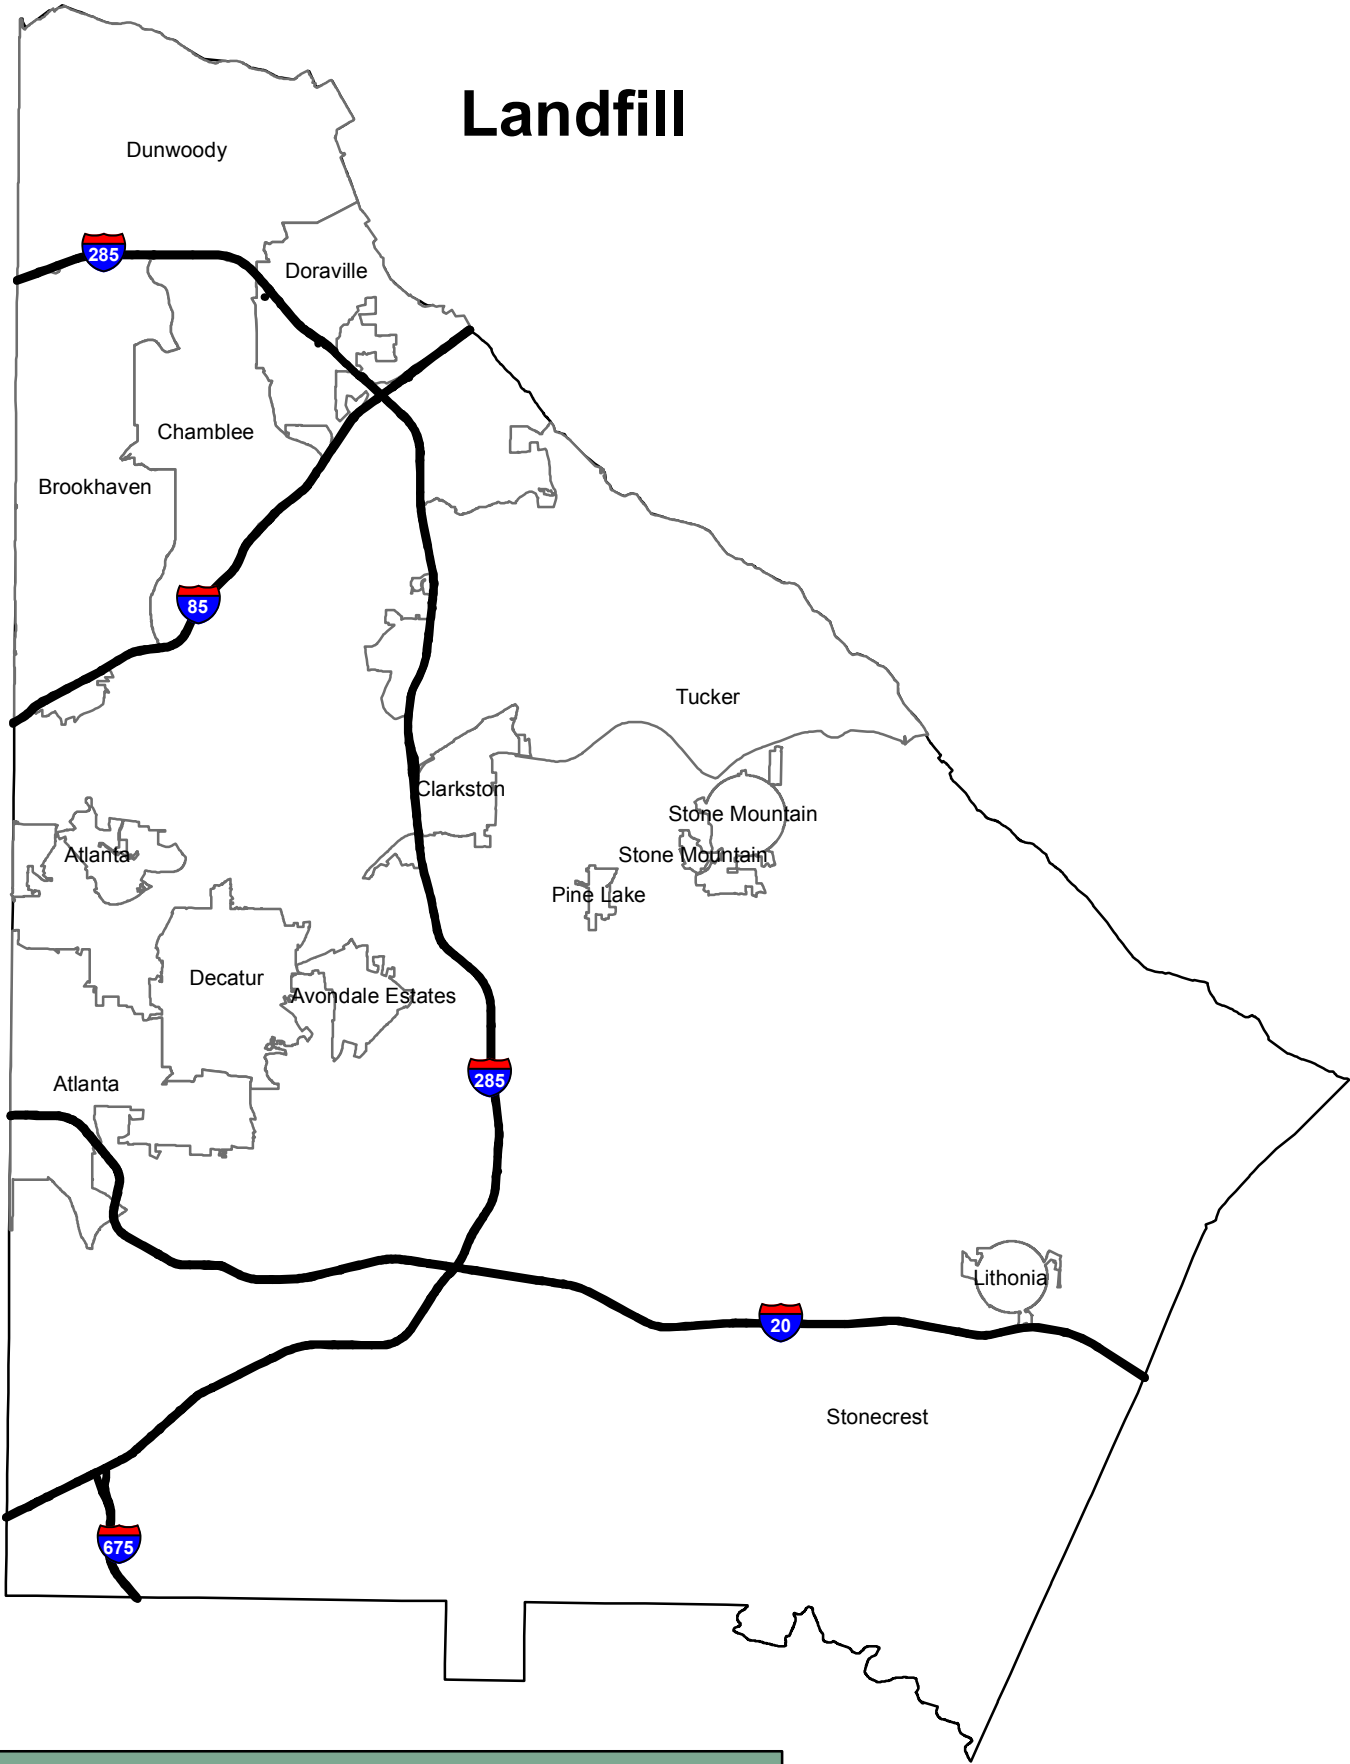 Landfill
Dunwoody
285
Doraville
Chamblee
Brookhaven
85
Tucker
Clarkston
Stone Mountain
Atlanta
Stone Mountain
Pine Lake
Decatur
Avondale Estates
Atlanta
285
Lithonia
20
Stonecrest
675